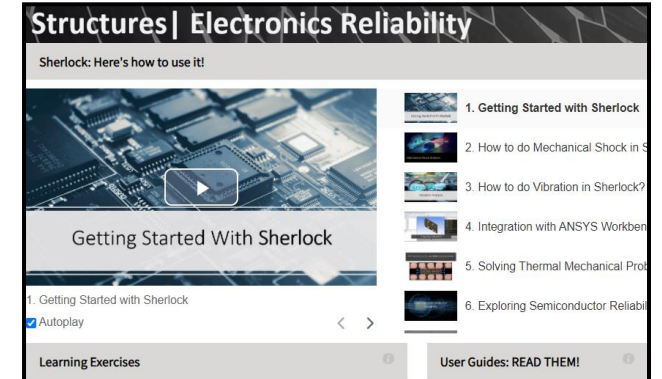 Structures| Electronics Reliability
Sherlock: Here's how to use it!
Getting Started With Sherlock
1. Getting Started with Sherlock
Autoplay
1. Getting Started with Sherlock
2. How to do Mechanical Shock in S
3. How to do Vibration in Sherlock?
4. Integration with ANSYS Workben
5. Solving Thermal Mechanical Prob
6. Exploring Semiconductor Reliabil
Learning Exercises
User Guides: READ THEM!